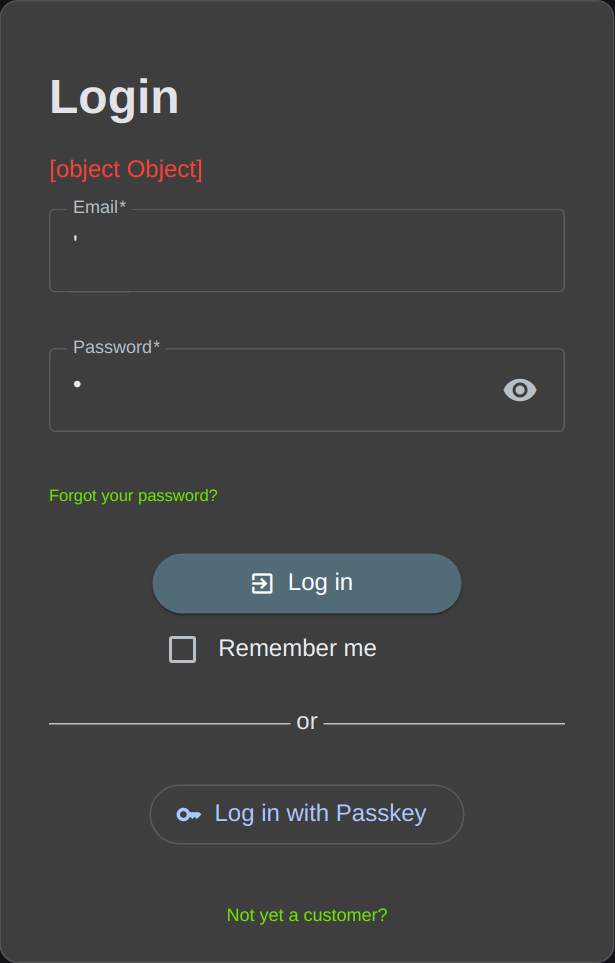 Login
[object Object]
Email*
'
Password*
•
Forgot your password?
Log in
Remember me
or
Log in with Passkey
Not yet a customer?